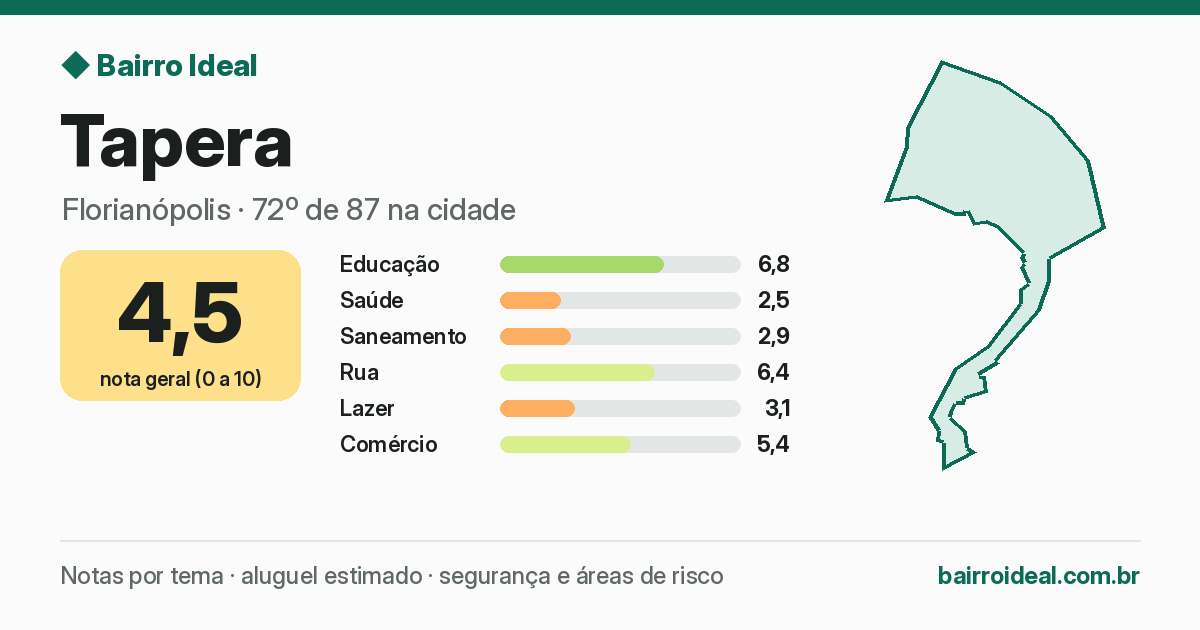 Bairro Ideal
Tapera
Florianópolis · 72º de 87 na cidade
4,5
nota geral (0 a 10)
Educação 6,8
Saúde 2,5
Saneamento 2,9
Rua 6,4
Lazer 3,1
Comércio 5,4
Notas por tema · aluguel estimado · segurança e áreas de risco
bairroideal.com.br